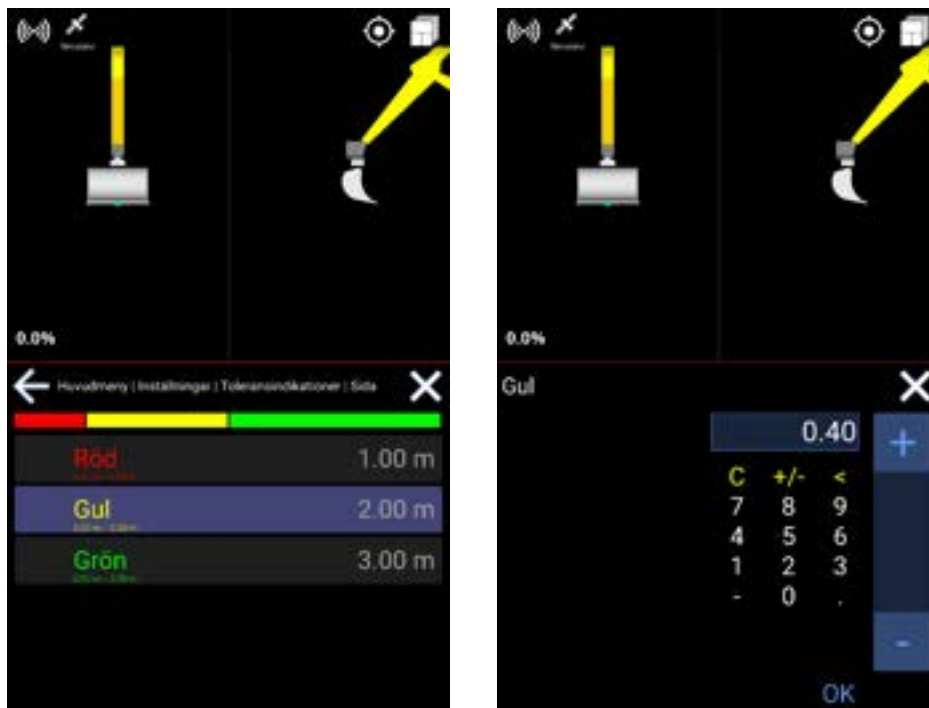 0.0%
Huvudmeny | Inställningar | Toleransindikationer | Sida
Röd 1.00 m
Gul 2.00 m
Grön 3.00 m
0.0%
Gul
0.40
+
C +/- <
7 8 9
4 5 6
1 2 3
- 0 .
-
OK